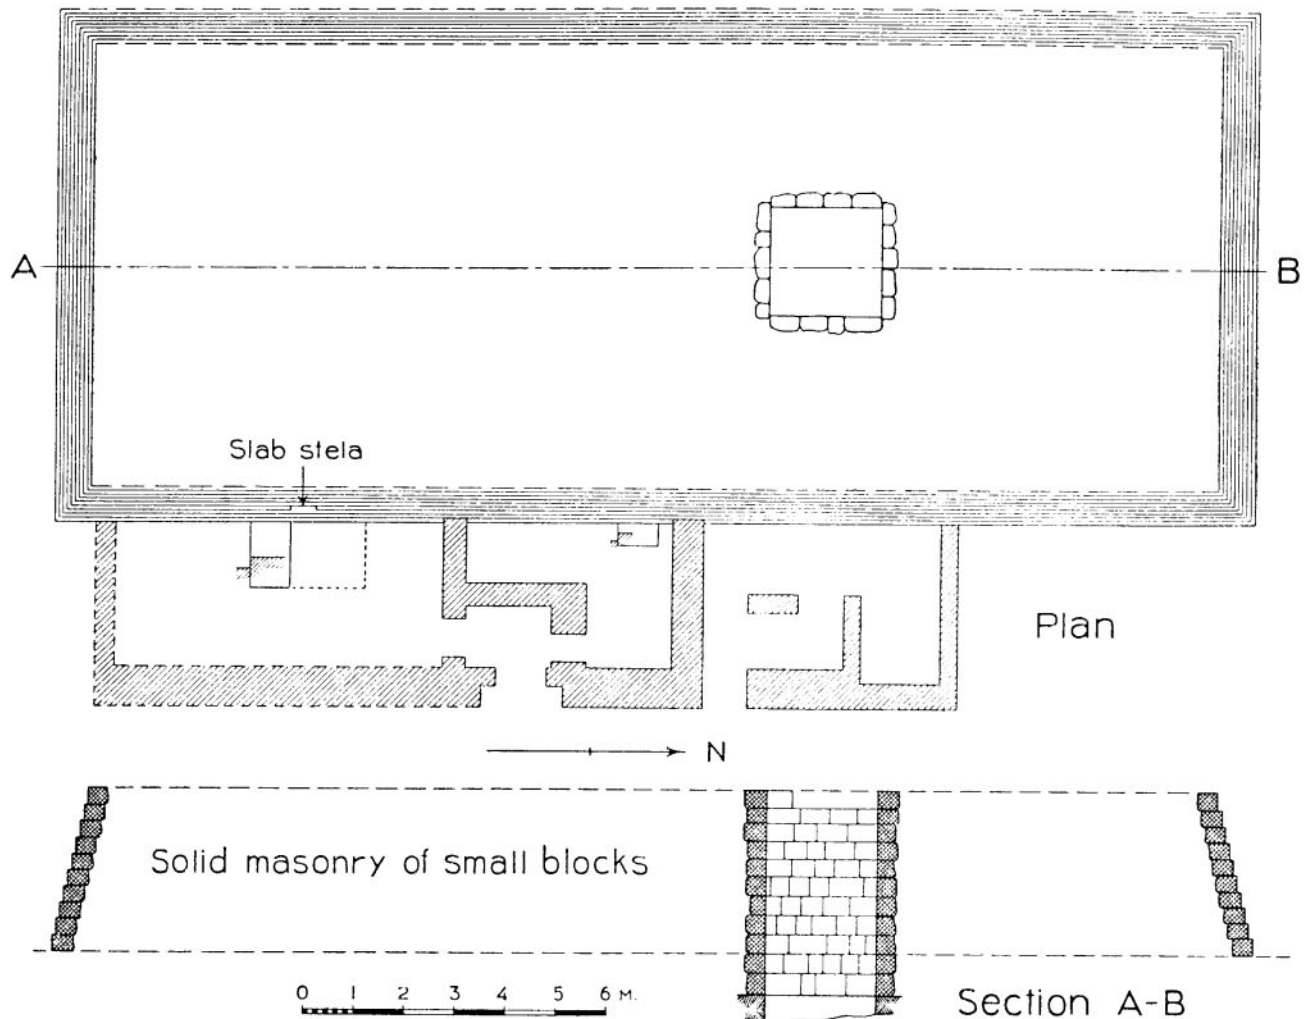 A
B
Slab stela
Plan
N
Solid masonry of small blocks
0 1 2 3 4 5 6 M.
Section A-B